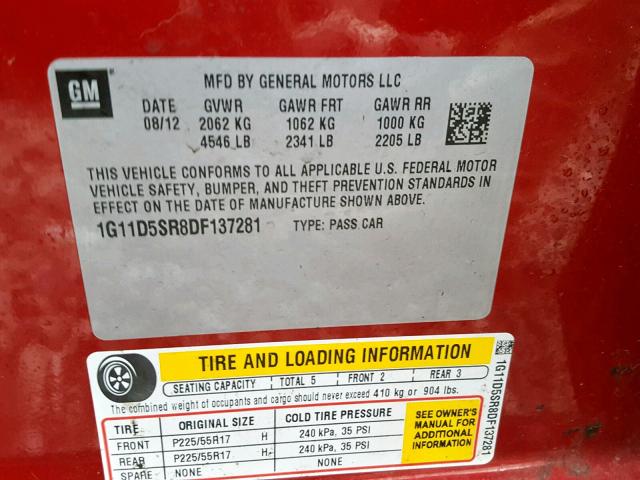 GM
MFD BY GENERAL MOTORS LLC
DATE GVWR GAWR FRT GAWR RR
08/12 2062 KG 1062 KG 1000 KG
4546 LB 2341 LB 2205 LB
THIS VEHICLE CONFORMS TO ALL APPLICABLE U.S. FEDERAL MOTOR
VEHICLE SAFETY, BUMPER, AND THEFT PREVENTION STANDARDS IN
EFFECT ON THE DATE OF MANUFACTURE SHOWN ABOVE.
1G11D5SR8DF137281 TYPE: PASS CAR
TIRE AND LOADING INFORMATION
SEATING CAPACITY TOTAL 5 FRONT 2 REAR 3
The combined weight of occupants and cargo should never exceed 410 kg or 904 lbs.
TIRE ORIGINAL SIZE COLD TIRE PRESSURE
FRONT P225/55R17 H 240 kPa, 35 PSI
REAR P225/55R17 H 240 kPa, 35 PSI
SPARE NONE NONE
SEE OWNER'S
MANUAL FOR
ADDITIONAL
INFORMATION
1G11D5SR8DF137281